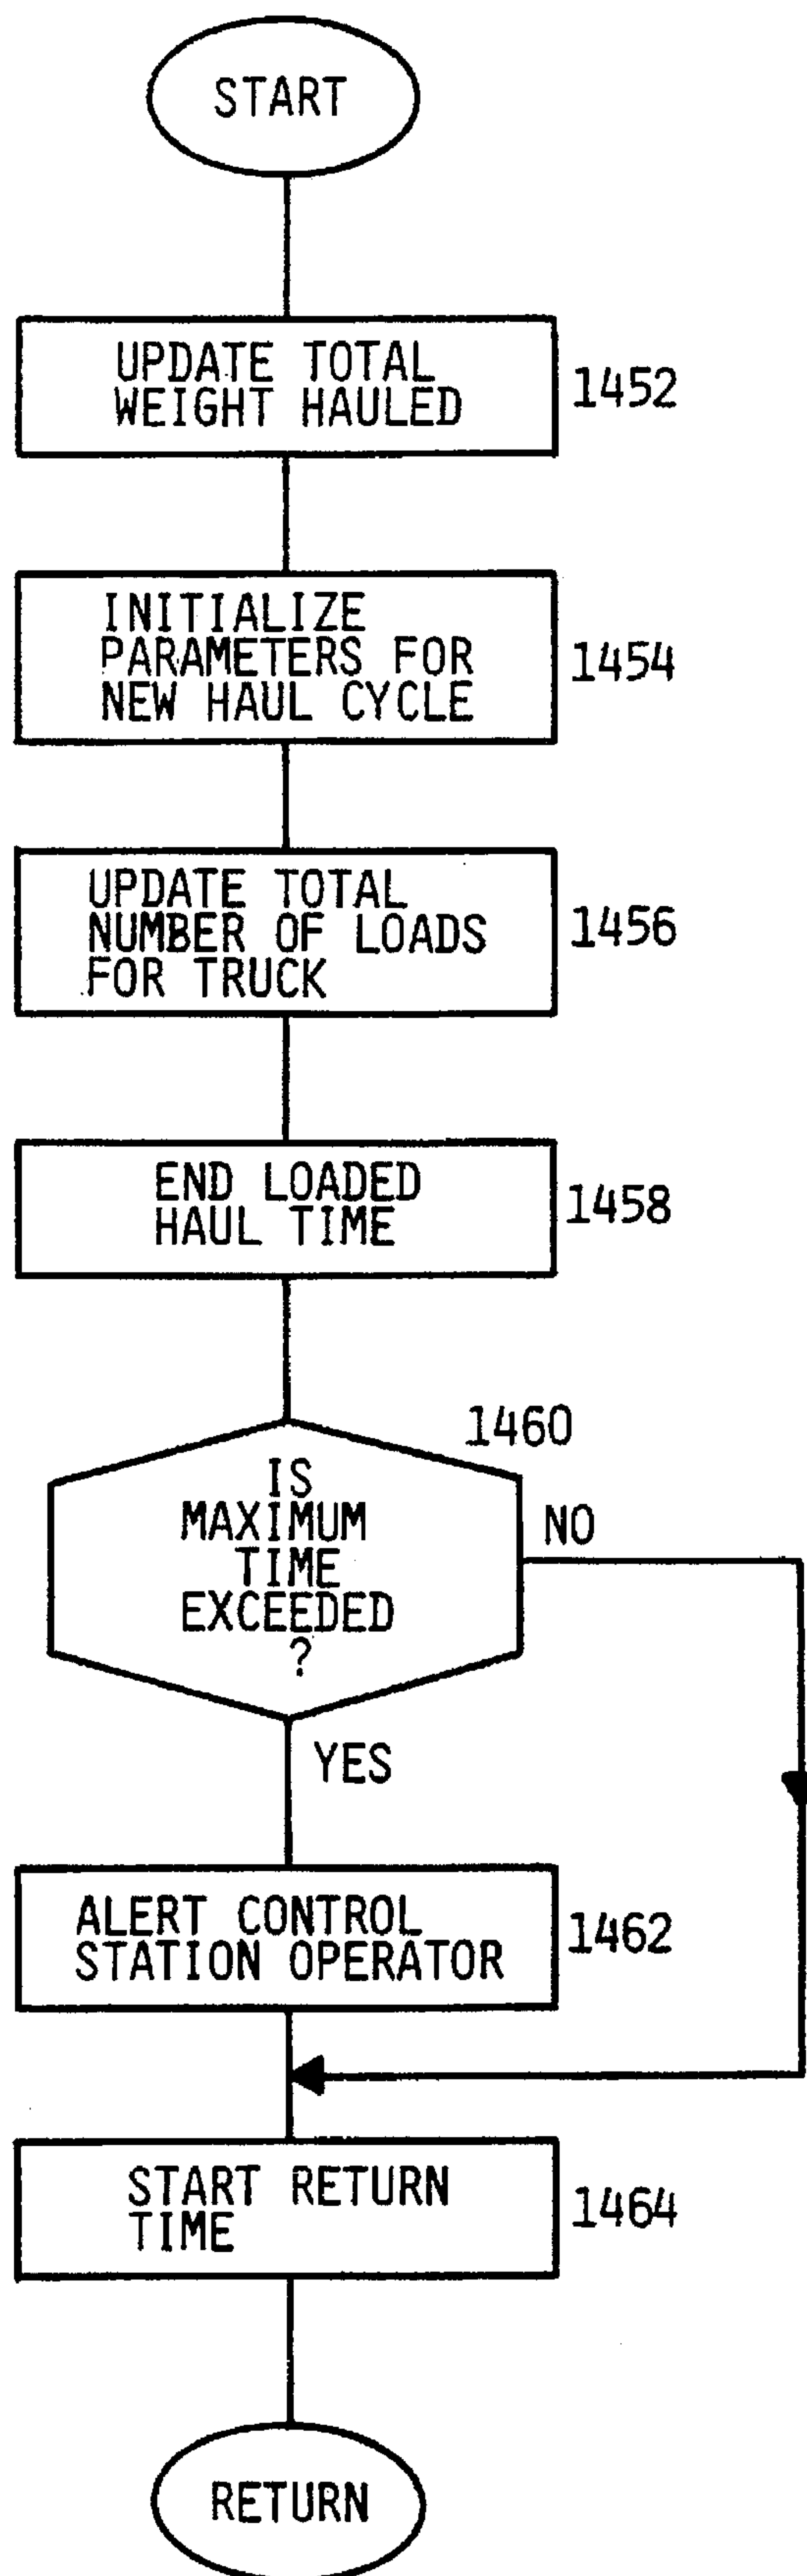 START
UPDATE TOTAL
WEIGHT HAULED
1452
INITIALIZE
PARAMETERS FOR
NEW HAUL CYCLE
1454
UPDATE TOTAL
NUMBER OF LOADS
FOR TRUCK
1456
END LOADED
HAUL TIME
1458
1460
IS
MAXIMUM
TIME
EXCEEDED
?
NO
YES
ALERT CONTROL
STATION OPERATOR
1462
START RETURN
TIME
1464
RETURN